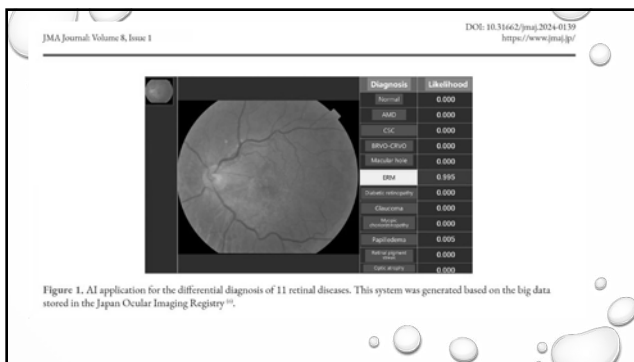 JMA Journal: Volume 8, Issue 1
DOI: 10.31662/jmaj.2024-0139
https://www.jmaj.jp/
Diagnosis Likelihood
Normal 0.000
AMD 0.000
CSC 0.000
BRVO-CRVO 0.000
Macular Hole 0.000
ERM 0.995
Diabetic retinopathy 0.000
Glaucoma 0.000
Myopic chorioretinopathy 0.000
Papilledema 0.005
Retinal pigment 0.000
Optic atrophy 0.000
Figure 1. AI application for the differential diagnosis of 11 retinal diseases. This system was generated based on the big data
stored in the Japan Ocular Imaging Registry